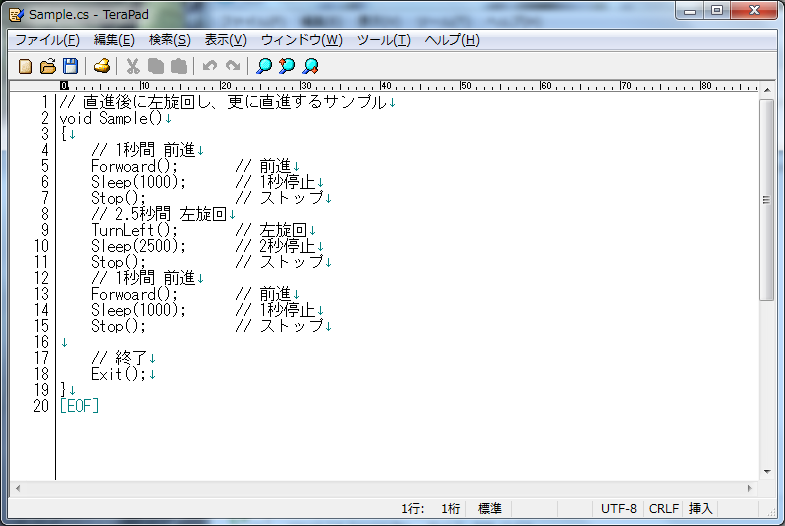 Sample.cs - TeraPad
ファイル(F) 編集(E) 検索(S) 表示(V) ウィンドウ(W) ツール(T) ヘルプ(H)
0 10 20 30 40 50 60 70 80
1 // 直進後に左旋回し、更に直進するサンプル↓
2 void Sample()↓
3 {↓
4 // 1秒間 前進↓
5 Forwoard(); // 前進↓
6 Sleep(1000); // 1秒停止↓
7 Stop(); // ストップ↓
8 // 2.5秒間 左旋回↓
9 TurnLeft(); // 左旋回↓
10 Sleep(2500); // 2秒停止↓
11 Stop(); // ストップ↓
12 // 1秒間 前進↓
13 Forwoard(); // 前進↓
14 Sleep(1000); // 1秒停止↓
15 Stop(); // ストップ↓
16 ↓
17 // 終了↓
18 Exit();↓
19 }↓
20 [EOF]
1行: 1桁 標準 UTF-8 CRLF 挿入